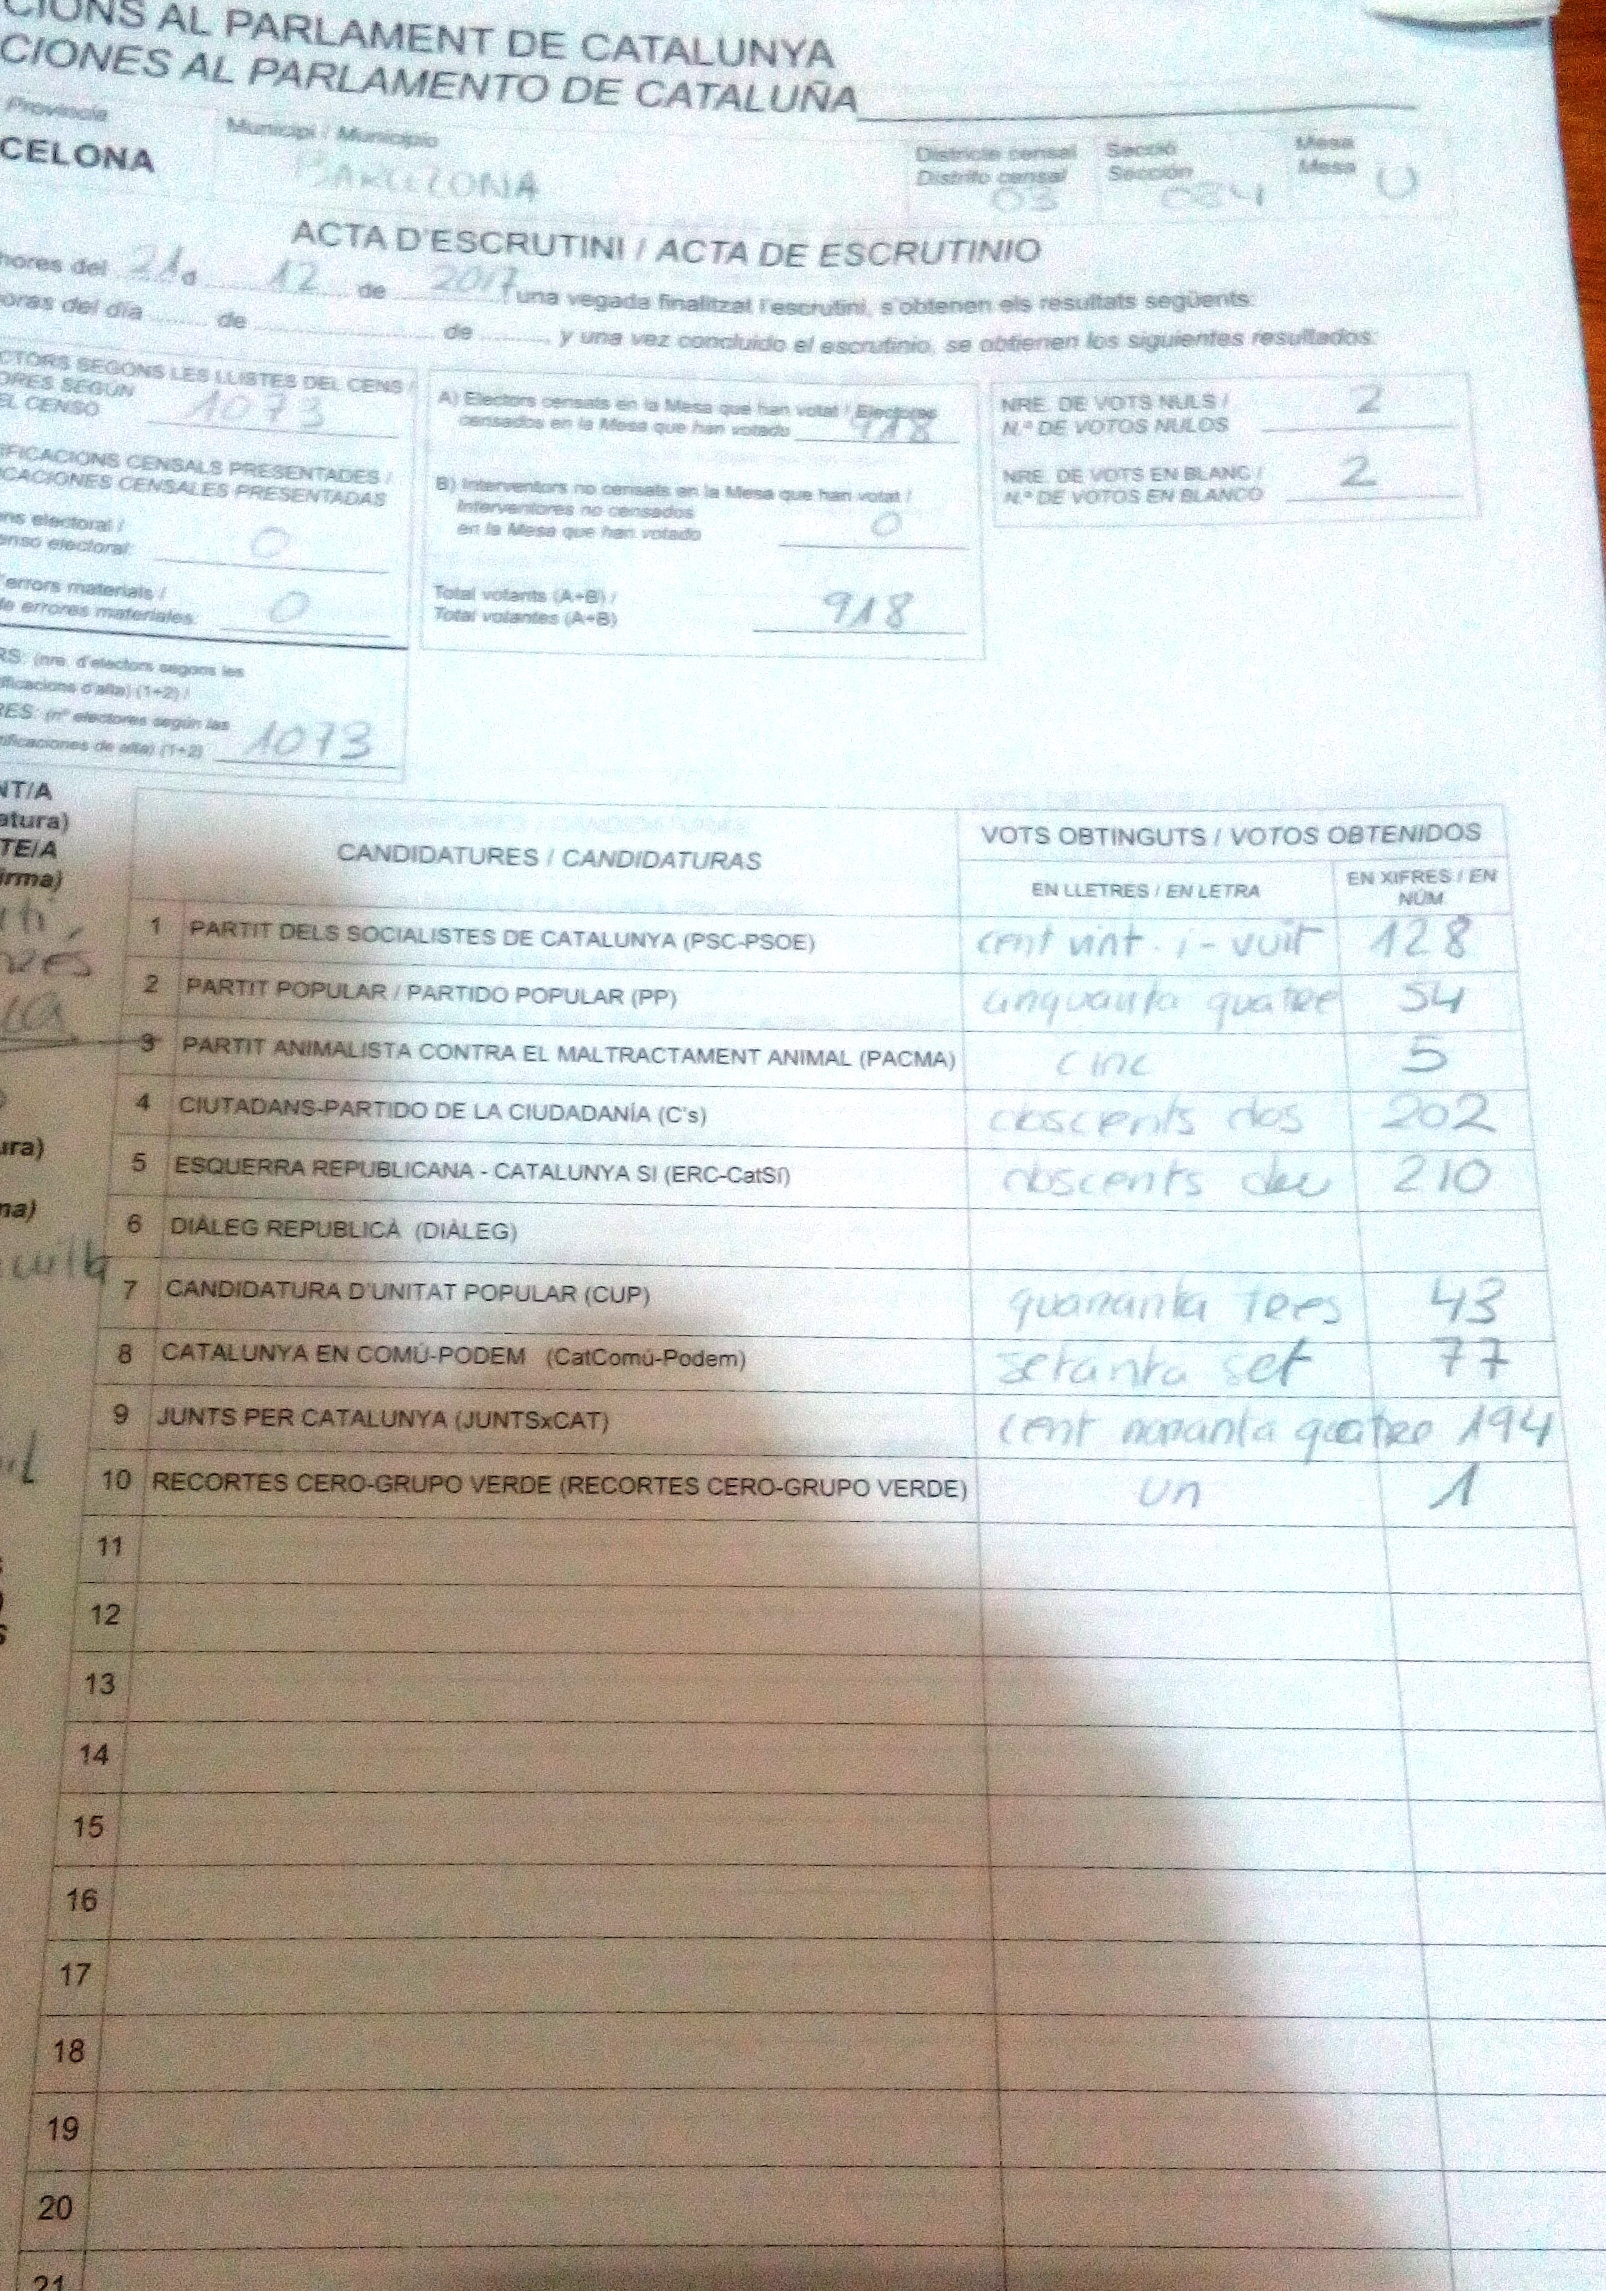 CIONS AL PARLAMENT DE CATALUNYA
CIONES AL PARLAMENTO DE CATALUÑA
Provincia Municipi / Municipio Districte censal Secció Mesa
CELONA BARCELONA Distrito censal 03 Sección 034 Mesa U
ACTA D'ESCRUTINI / ACTA DE ESCRUTINIO
hores del 21 d 12 de 2017, una vegada finalitzat l'escrutini, s'obtenen els resultats següents:
oras del día ........ de ........ de ........, y una vez concluido el escrutinio, se obtienen los siguientes resultados:
CTORS SEGONS LES LLISTES DEL CENS /
ORES SEGÚN
EL CENSO 1073
FICACIONS CENSALS PRESENTADES /
CACIONES CENSALES PRESENTADAS
ens electoral /
enso electoral: 0
'errors materials /
de errores materiales: 0
RS: (nre. d'electors segons les
ificacions d'alta) (1+2) /
RES: (nº electores según las
tificaciones de alta) (1+2) 1073
A) Electors censats en la Mesa que han votat / Electores
censados en la Mesa que han votado 918
B) Interventors no censats en la Mesa que han votat /
Interventores no censados
en la Mesa que han votado 0
Total votants (A+B) /
Total votantes (A+B) 918
NRE. DE VOTS NULS /
N.º DE VOTOS NULOS 2
NRE. DE VOTS EN BLANC /
N.º DE VOTOS EN BLANCO 2
NT/A
atura)
TE/A
irma)
ura)
ma)
CANDIDATURES / CANDIDATURAS VOTS OBTINGUTS / VOTOS OBTENIDOS
EN LLETRES / EN LETRA EN XIFRES / EN NÚM
1 PARTIT DELS SOCIALISTES DE CATALUNYA (PSC-PSOE) cent vint-i-vuit 128
2 PARTIT POPULAR / PARTIDO POPULAR (PP) cinquanta quatre 54
3 PARTIT ANIMALISTA CONTRA EL MALTRACTAMENT ANIMAL (PACMA) cinc 5
4 CIUTADANS-PARTIDO DE LA CIUDADANÍA (C's) doscents dos 202
5 ESQUERRA REPUBLICANA - CATALUNYA SI (ERC-CatSí) doscents deu 210
6 DIÀLEG REPUBLICÀ (DIÀLEG)
7 CANDIDATURA D'UNITAT POPULAR (CUP) quaranta tres 43
8 CATALUNYA EN COMÚ-PODEM (CatComú-Podem) setanta set 77
9 JUNTS PER CATALUNYA (JUNTSxCAT) cent noranta quatre 194
10 RECORTES CERO-GRUPO VERDE (RECORTES CERO-GRUPO VERDE) un 1
11
12
13
14
15
16
17
18
19
20
21